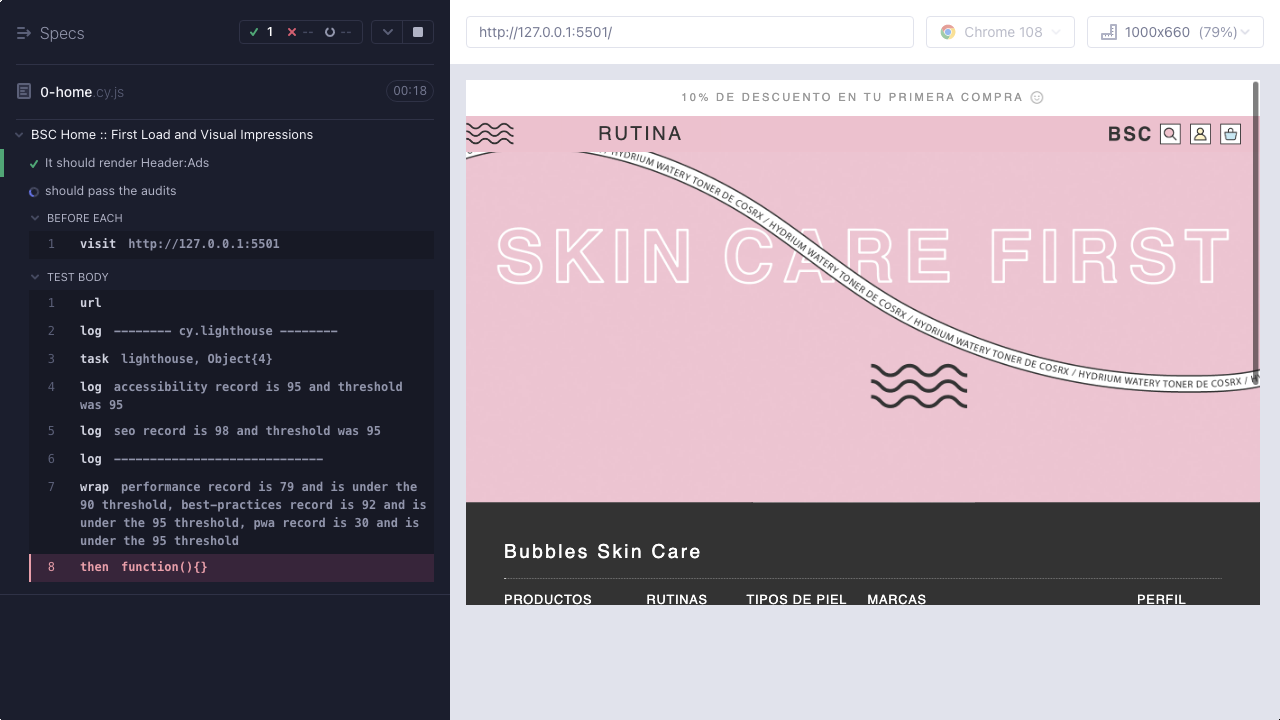 Specs
1 -- --
0-home.cy.js 00:18
BSC Home :: First Load and Visual Impressions
It should render Header:Ads
should pass the audits
BEFORE EACH
1 visit http://127.0.0.1:5501
TEST BODY
1 url
2 log -------- cy.lighthouse --------
3 task lighthouse, Object{4}
4 log accessibility record is 95 and threshold
was 95
5 log seo record is 98 and threshold was 95
6 log -----------------------------
7 wrap performance record is 79 and is under the
90 threshold, best-practices record is 92 and is
under the 95 threshold, pwa record is 30 and is
under the 95 threshold
8 then function(){}
http://127.0.0.1:5501/ Chrome 108 1000x660 (79%)
10% DE DESCUENTO EN TU PRIMERA COMPRA
RUTINA BSC
HYDRIUM WATERY TONER DE COSRX / HYDRIUM WATERY TONER DE COSRX / HYDRIUM WATERY TONER DE COSRX / HYDRIUM WATERY TONER DE COSRX / HYDRIUM WATERY TONER DE COSRX /
SKIN CARE FIRST
Bubbles Skin Care
PRODUCTOS RUTINAS TIPOS DE PIEL MARCAS PERFIL